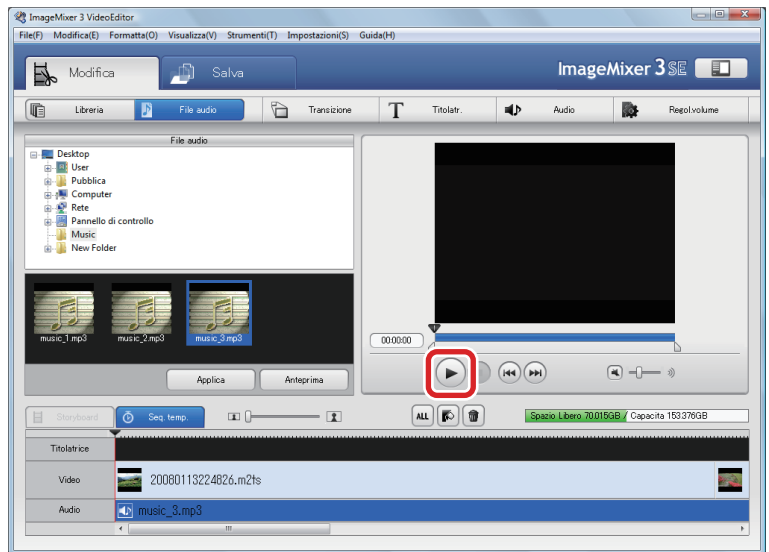 ImageMixer 3 VideoEditor
File(F) Modifica(E) Formatta(O) Visualizza(V) Strumenti(T) Impostazioni(S) Guida(H)
Modifica Salva ImageMixer 3 SE
Libreria File audio Transizione T Titolatr. Audio Regol.volume
File audio
Desktop
User
Pubblica
Computer
Rete
Pannello di controllo
Music
New Folder
music_1.mp3 music_2.mp3 music_3.mp3
00:00:00
Applica Anteprima
Storyboard Seq. temp. ALL Spazio Libero 70.015GB / Capacita 153.376GB
Titolatrice
Video 20080113224826.m2ts
Audio music_3.mp3